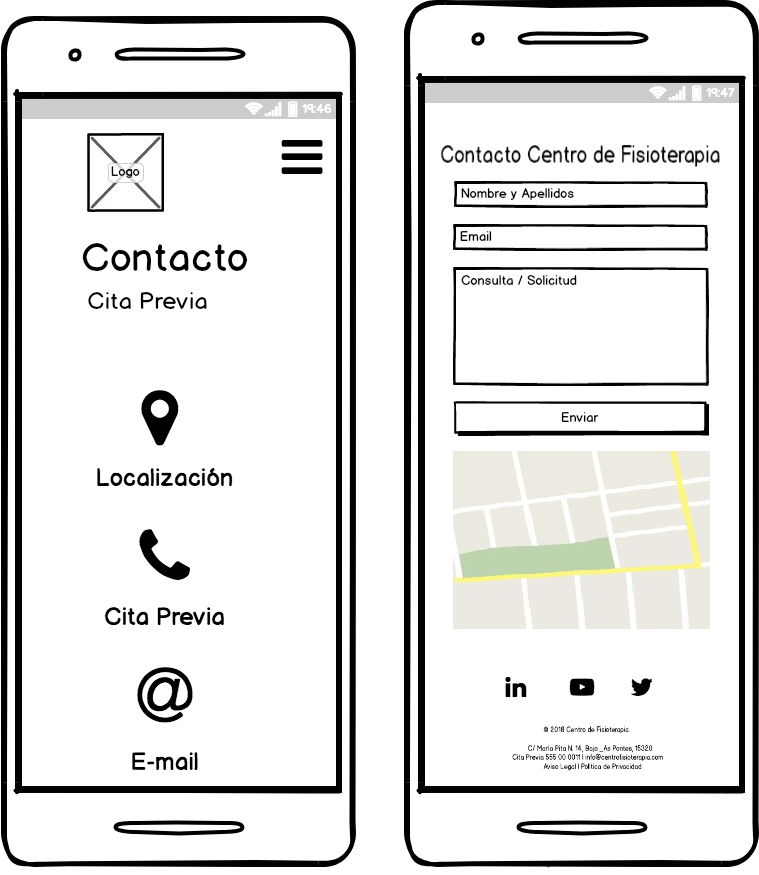 19:46
Logo
Contacto
Cita Previa
Localización
Cita Previa
@
E-mail
19:47
Contacto Centro de Fisioterapia
Nombre y Apellidos
Email
Consulta / Solicitud
Enviar
in
© 2018 Centro de Fisioterapia
C/ María Pita N. 14, Bajo _As Pontes, 15320
Cita Previa 555 00 0011 | info@centrofisioterapia.com
Aviso Legal | Política de Privacidad